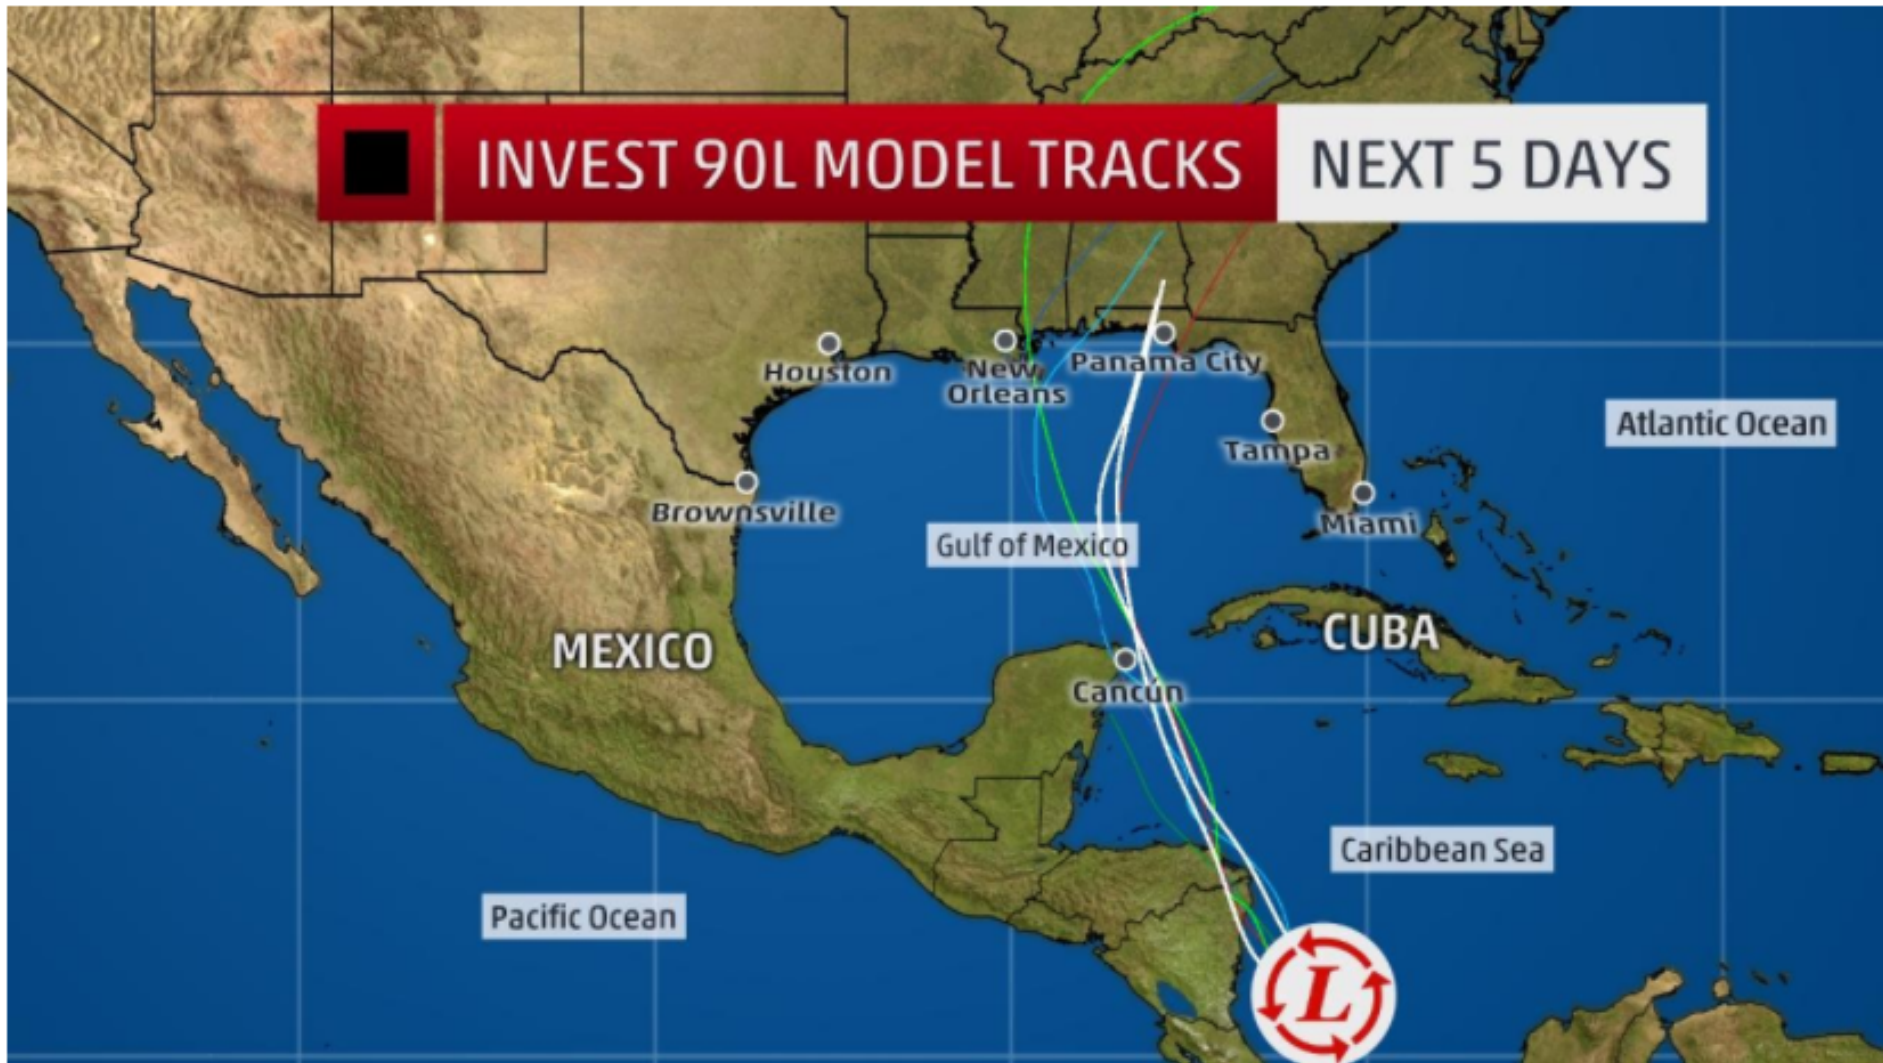 INVEST 90L MODEL TRACKS
NEXT 5 DAYS
Houston
New
Orleans
Panama City
Atlantic Ocean
Tampa
Brownsville
Miami
Gulf of Mexico
MEXICO
CUBA
Cancún
Caribbean Sea
Pacific Ocean
L